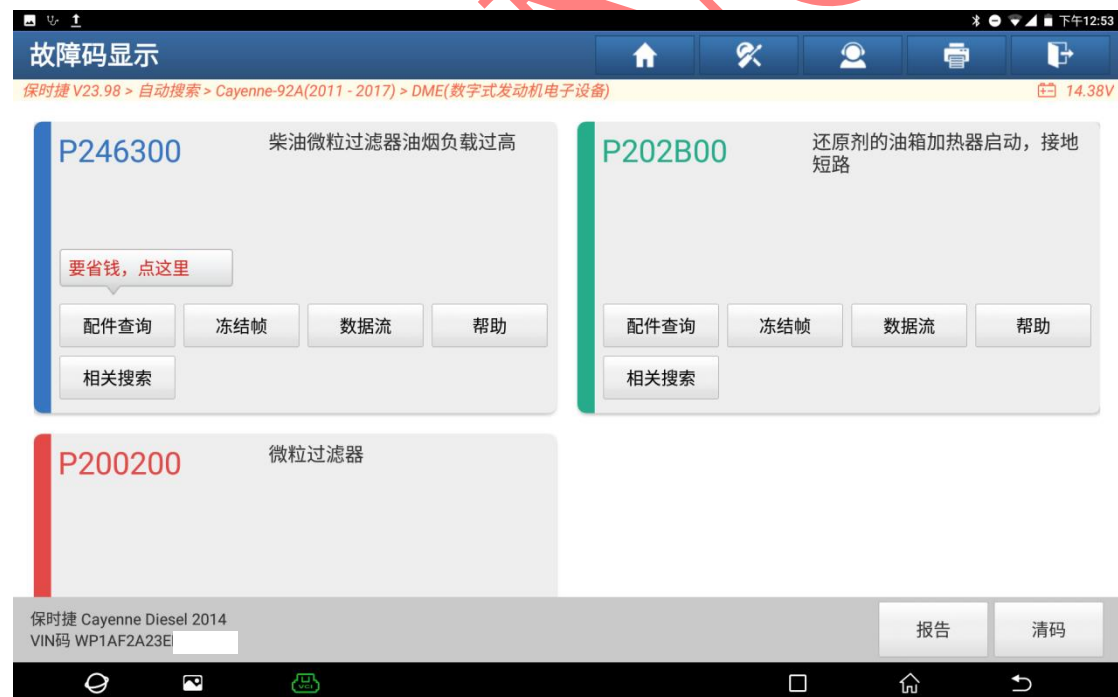 下午12:53
故障码显示
保时捷 V23.98 > 自动搜索 > Cayenne-92A(2011 - 2017) > DME(数字式发动机电子设备)
14.38V
P246300
柴油微粒过滤器油烟负载过高
要省钱，点这里
配件查询
冻结帧
数据流
帮助
相关搜索
P202B00
还原剂的油箱加热器启动，接地
短路
配件查询
冻结帧
数据流
帮助
相关搜索
P200200
微粒过滤器
保时捷 Cayenne Diesel 2014
VIN码 WP1AF2A23E
报告
清码
VCI